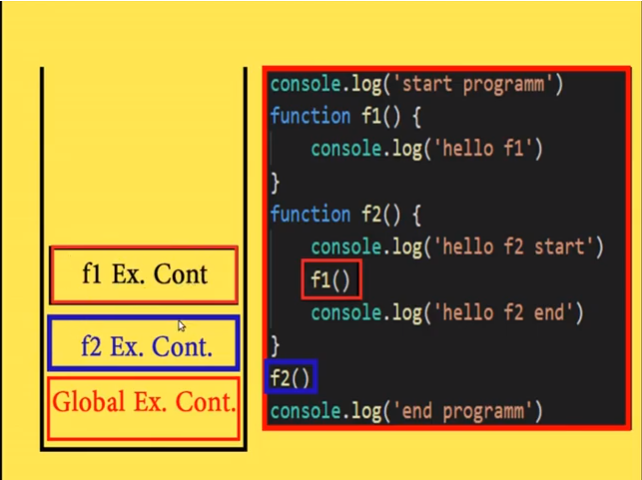 f1 Ex. Cont
f2 Ex. Cont.
Global Ex. Cont.
console.log('start programm')
function f1() {
console.log('hello f1')
}
function f2() {
console.log('hello f2 start')
f1()
console.log('hello f2 end')
}
f2()
console.log('end programm')